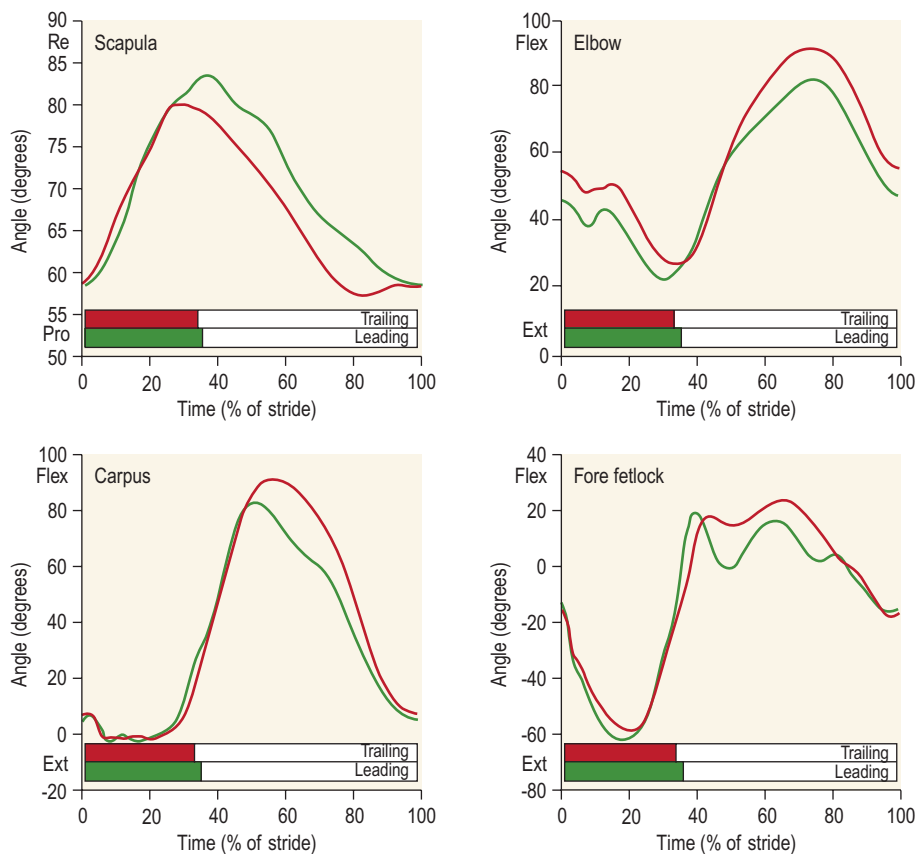 90
Re
Scapula
85
80
75
70
65
60
55
Pro
50
Angle (degrees)
Trailing
Leading
0 20 40 60 80 100
Time (% of stride)
100
Flex
Elbow
80
60
40
20
Ext
0
Angle (degrees)
Trailing
Leading
0 20 40 60 80 100
Time (% of stride)
100
Flex
Carpus
80
60
40
20
0
Ext
-20
Angle (degrees)
Trailing
Leading
0 20 40 60 80 100
Time (% of stride)
40
Flex
Fore fetlock
20
0
-20
-40
-60
Ext
-80
Angle (degrees)
Trailing
Leading
0 20 40 60 80 100
Time (% of stride)